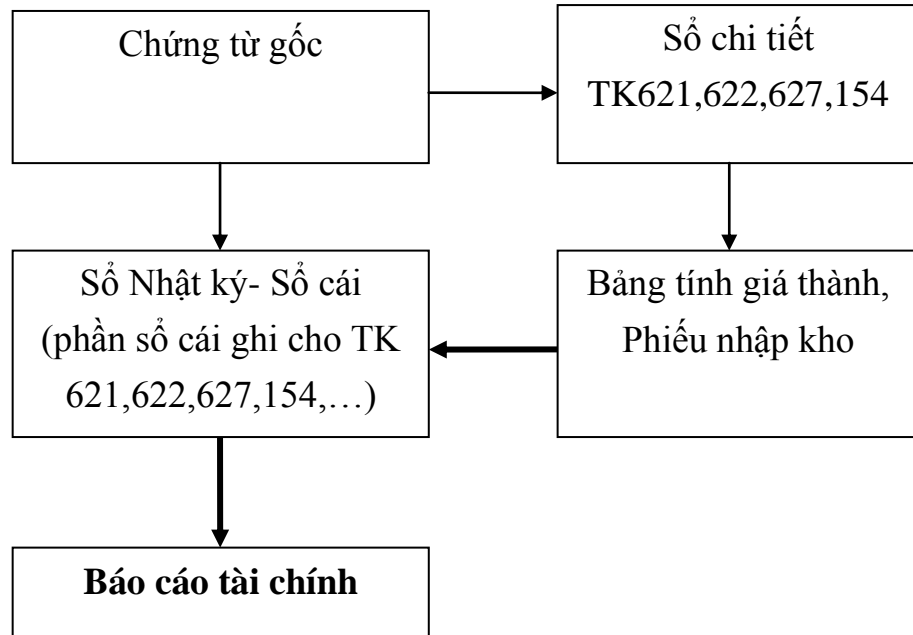 Chứng từ gốc
Sổ chi tiết
TK621,622,627,154
Sổ Nhật ký- Sổ cái
(phần sổ cái ghi cho TK
621,622,627,154,…)
Bảng tính giá thành,
Phiếu nhập kho
Báo cáo tài chính